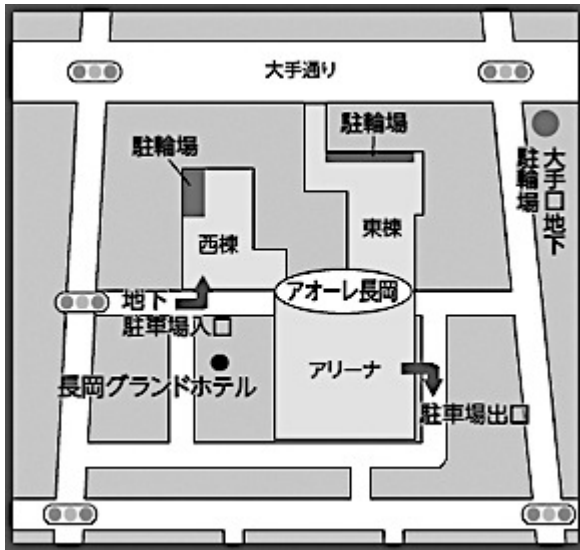 大手通り
駐輪場
駐輪場
大手口地下
駐輪場
西棟
東棟
アオーレ長岡
地下
駐車場入口
長岡グランドホテル
アリーナ
駐車場出口